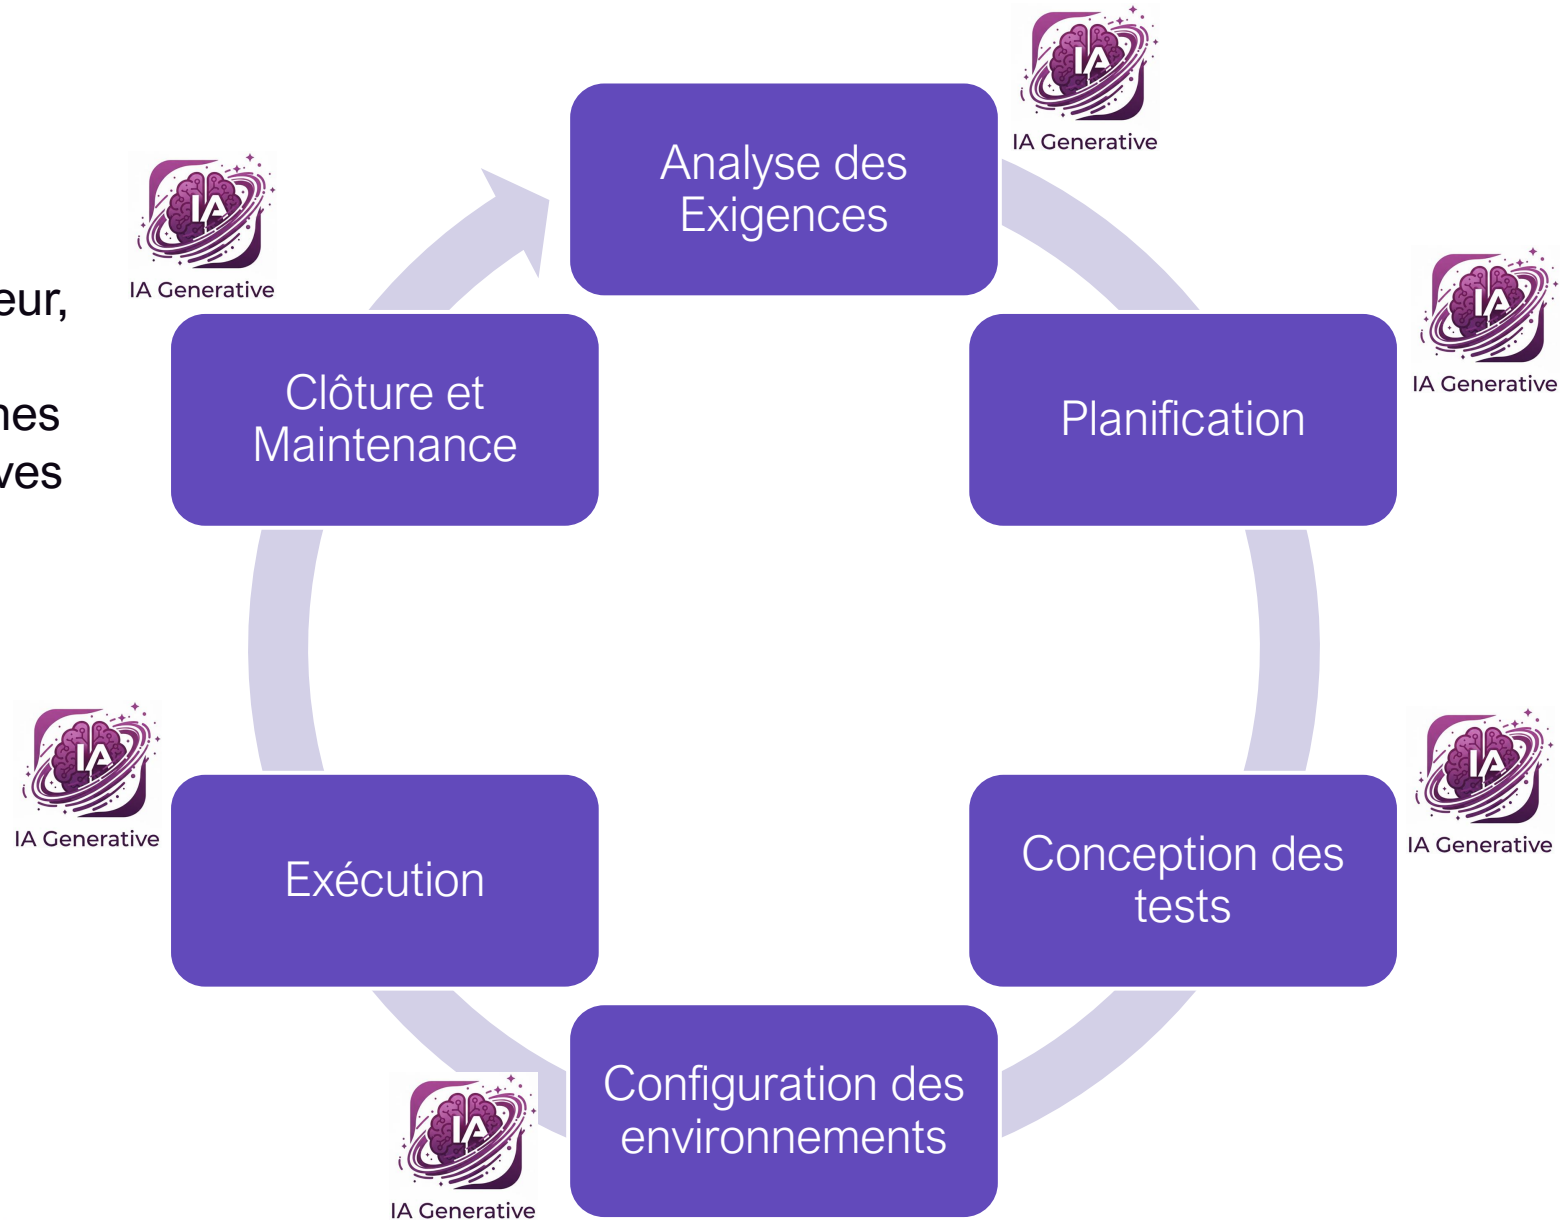 IA
IA Generative
Analyse des
Exigences
IA
IA Generative
eur,
nes
ves
Clôture et
Maintenance
IA
IA Generative
Planification
IA
IA Generative
Exécution
IA
IA Generative
Conception des
tests
IA
IA Generative
Configuration des
environnements